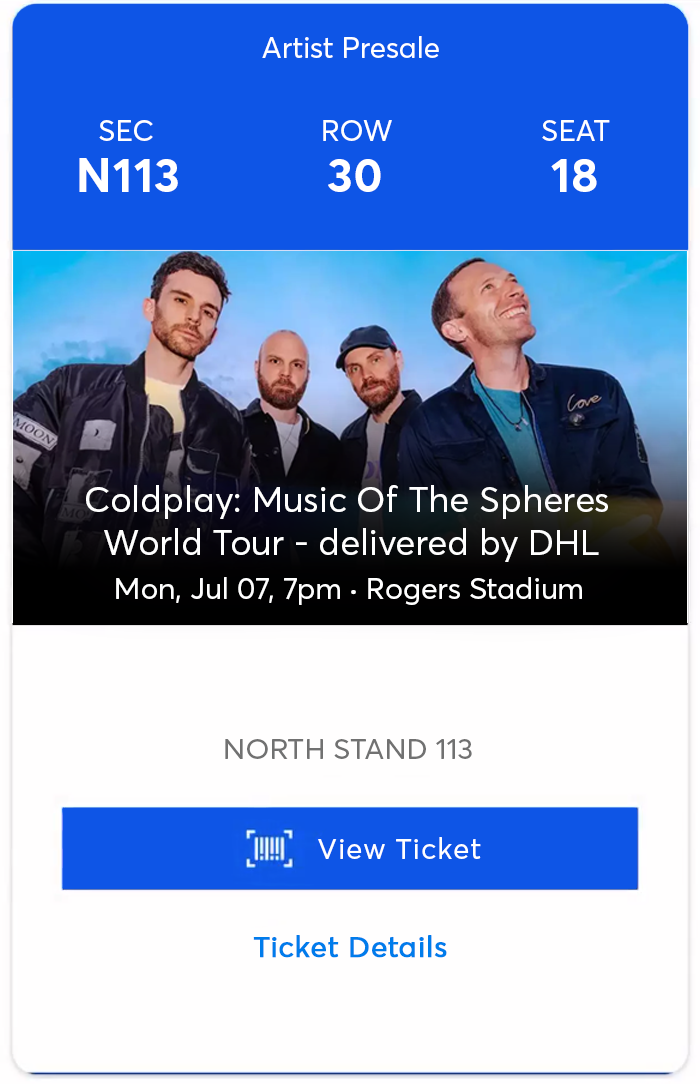 Artist Presale
SEC ROW SEAT
N113 30 18
MOON
Love
Coldplay: Music Of The Spheres
World Tour - delivered by DHL
Mon, Jul 07, 7pm • Rogers Stadium
NORTH STAND 113
View Ticket
Ticket Details